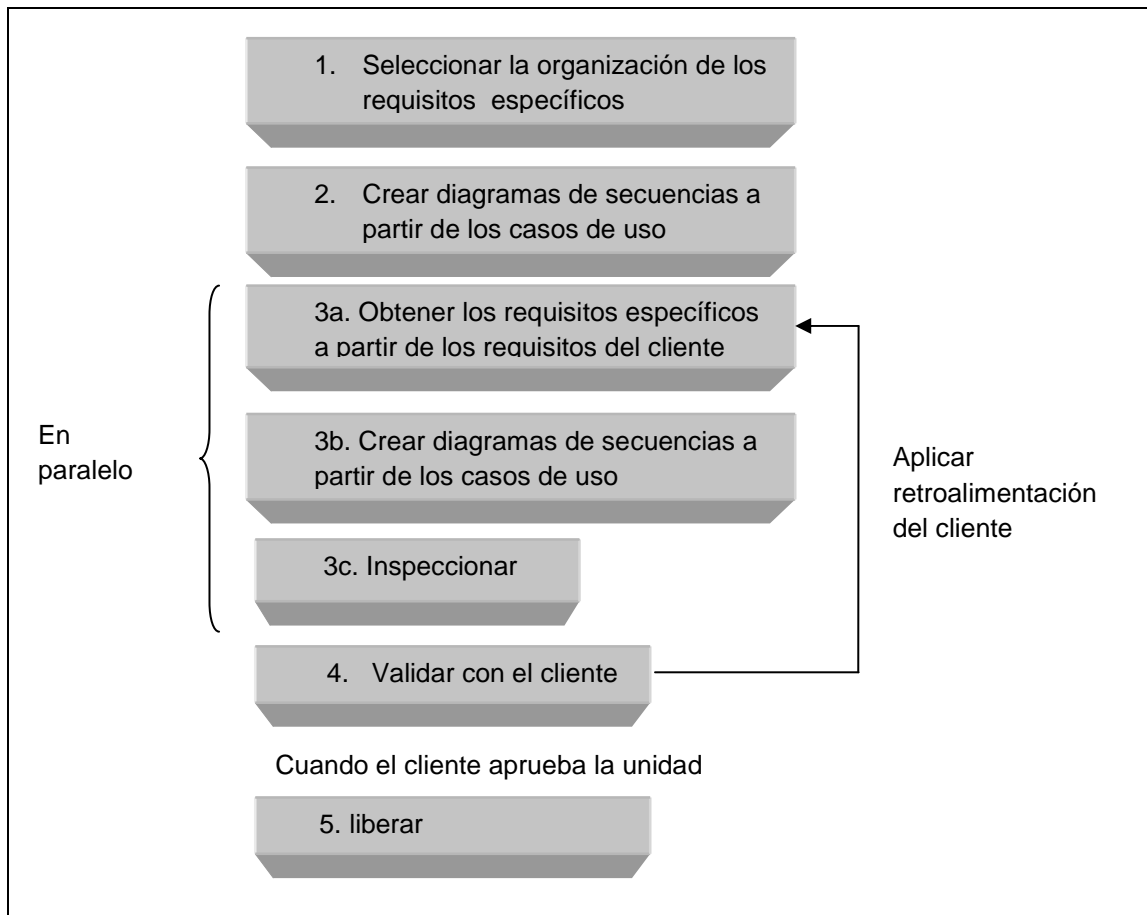 1. Seleccionar la organización de los
requisitos específicos
2. Crear diagramas de secuencias a
partir de los casos de uso
3a. Obtener los requisitos específicos
a partir de los requisitos del cliente
En
paralelo
3b. Crear diagramas de secuencias a
partir de los casos de uso
Aplicar
retroalimentación
del cliente
3c. Inspeccionar
4. Validar con el cliente
Cuando el cliente aprueba la unidad
5. liberar